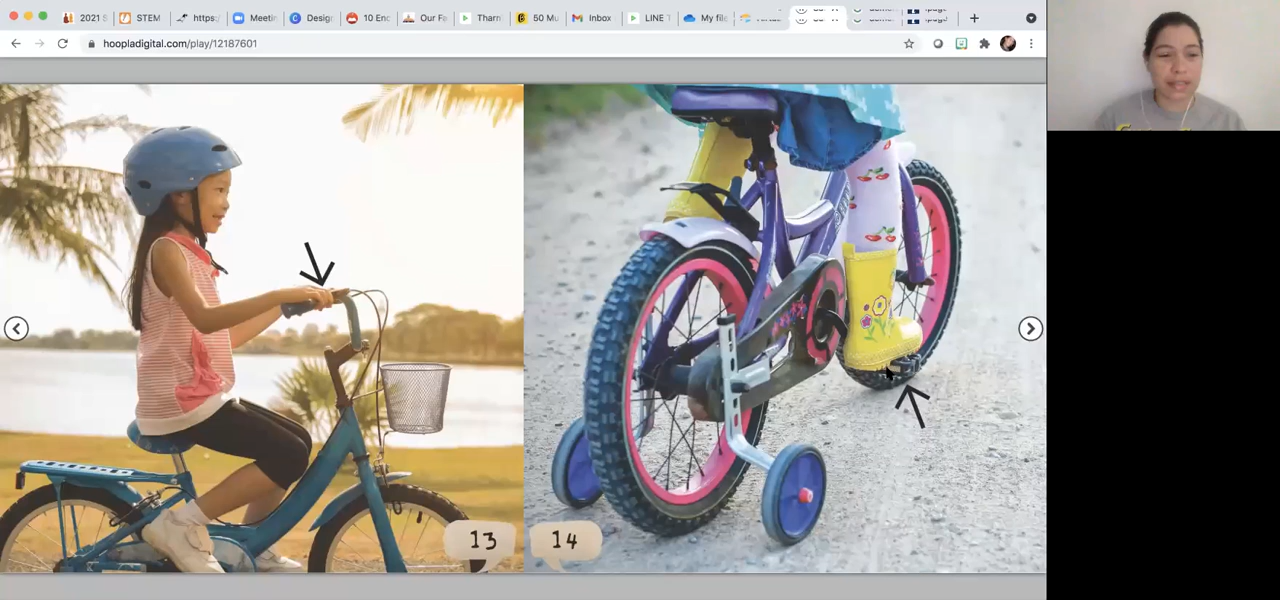 2021 S
STEM
https:
Meetin
Design
10 Enc
Our Fa
Tharn
50 Mu
Inbox
LINE T
My file
hoopladigital.com/play/12187601
13
14